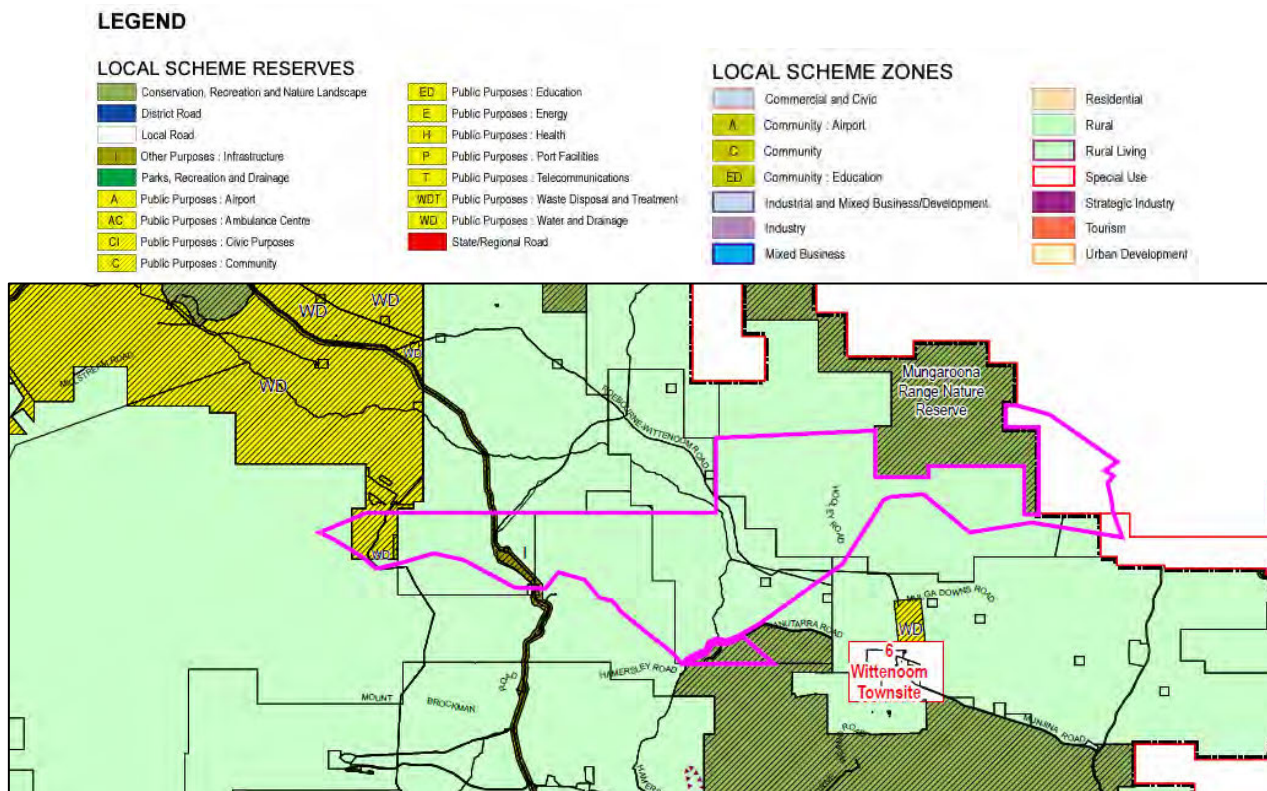 LEGEND
LOCAL SCHEME RESERVES
Conservation, Recreation and Nature Landscape
District Road
Local Road
I Other Purposes : Infrastructure
Parks, Recreation and Drainage
A Public Purposes : Airport
AC Public Purposes : Ambulance Centre
CI Public Purposes : Civic Purposes
C Public Purposes : Community
ED Public Purposes : Education
E Public Purposes : Energy
H Public Purposes : Health
P Public Purposes : Port Facilities
T Public Purposes : Telecommunications
WDT Public Purposes : Waste Disposal and Treatment
WD Public Purposes : Water and Drainage
State/Regional Road
LOCAL SCHEME ZONES
Commercial and Civic
A Community : Airport
C Community
ED Community : Education
Industrial and Mixed Business/Development
Industry
Mixed Business
Residential
Rural
Rural Living
Special Use
Strategic Industry
Tourism
Urban Development
WD
WD
WD
MILLSTREAM ROAD
WD
Mungaroona
Range Nature
Reserve
ROEBOURNE-WITTENOOM ROAD
HOOLEY ROAD
WD
I
MULGA DOWNS ROAD
WD
NANUTARRA ROAD
6
Wittenoom
Townsite
HAMERSLEY ROAD
MOUNT
BROCKMAN
ROAD
MUNJINA ROAD
ROAD